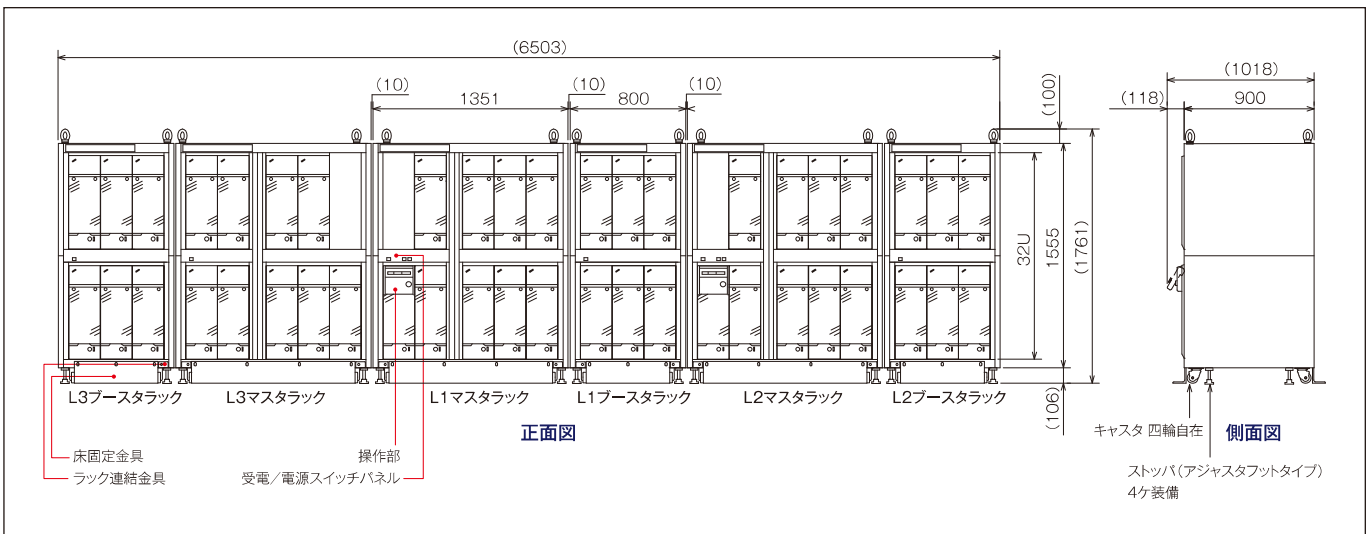 (6503)
(10)
1351
(10)
800
(10)
(100)
32U
1555
(1761)
(106)
(1018)
(118)
900
L3ブースタラック
L3マスタラック
L1マスタラック
L1ブースタラック
L2マスタラック
L2ブースタラック
正面図
床固定金具
ラック連結金具
操作部
受電／電源スイッチパネル
キャスタ 四輪自在
側面図
ストッパ（アジャスタフットタイプ）
4ケ装備